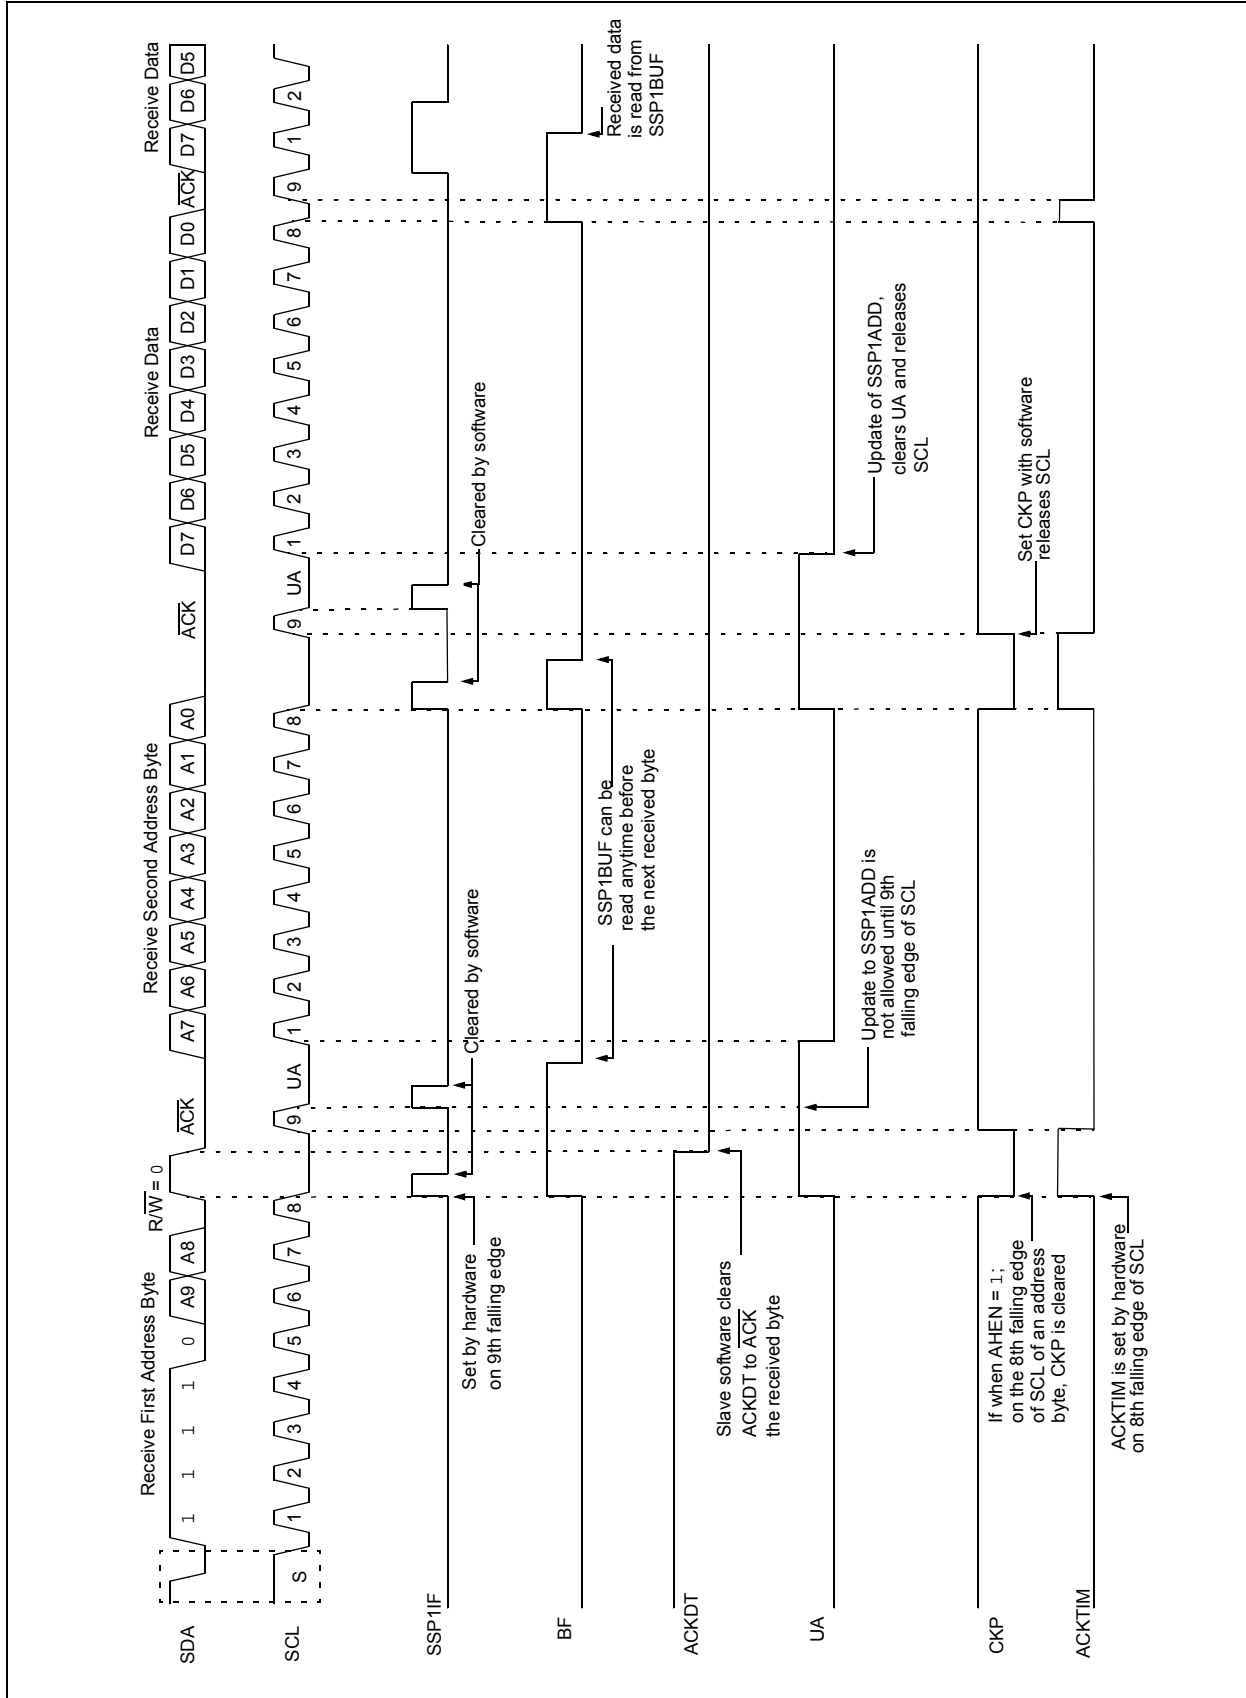 Receive First Address Byte
R/W = 0
Receive Second Address Byte
Receive Data
Receive Data
SDA
1 1 1 1 0 A9 A8
ACK
A7 A6 A5 A4 A3 A2 A1 A0
ACK
D7 D6 D5 D4 D3 D2 D1 D0
ACK
D7 D6 D5
SCL
S
1 2 3 4 5 6 7 8 9 UA
1 2 3 4 5 6 7 8 9 UA
1 2 3 4 5 6 7 8 9
1 2
SSP1IF
Set by hardware
on 9th falling edge
Cleared by software
Cleared by software
BF
SSP1BUF can be
read anytime before
the next received byte
Received data
is read from
SSP1BUF
ACKDT
Slave software clears
ACKDT to ACK
the received byte
UA
Update to SSP1ADD is
not allowed until 9th
falling edge of SCL
Update of SSP1ADD,
clears UA and releases
SCL
CKP
If when AHEN = 1;
on the 8th falling edge
of SCL of an address
byte, CKP is cleared
Set CKP with software
releases SCL
ACKTIM
ACKTIM is set by hardware
on 8th falling edge of SCL